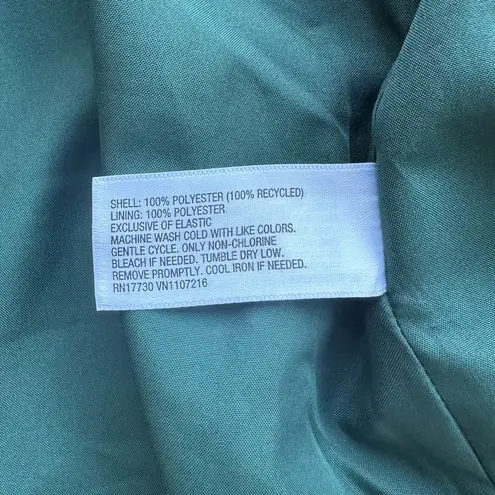 SHELL: 100% POLYESTER (100% RECYCLED)
LINING: 100% POLYESTER
EXCLUSIVE OF ELASTIC
MACHINE WASH COLD WITH LIKE COLORS.
GENTLE CYCLE. ONLY NON-CHLORINE
BLEACH IF NEEDED. TUMBLE DRY LOW.
REMOVE PROMPTLY. COOL IRON IF NEEDED.
RN17730 VN1107216